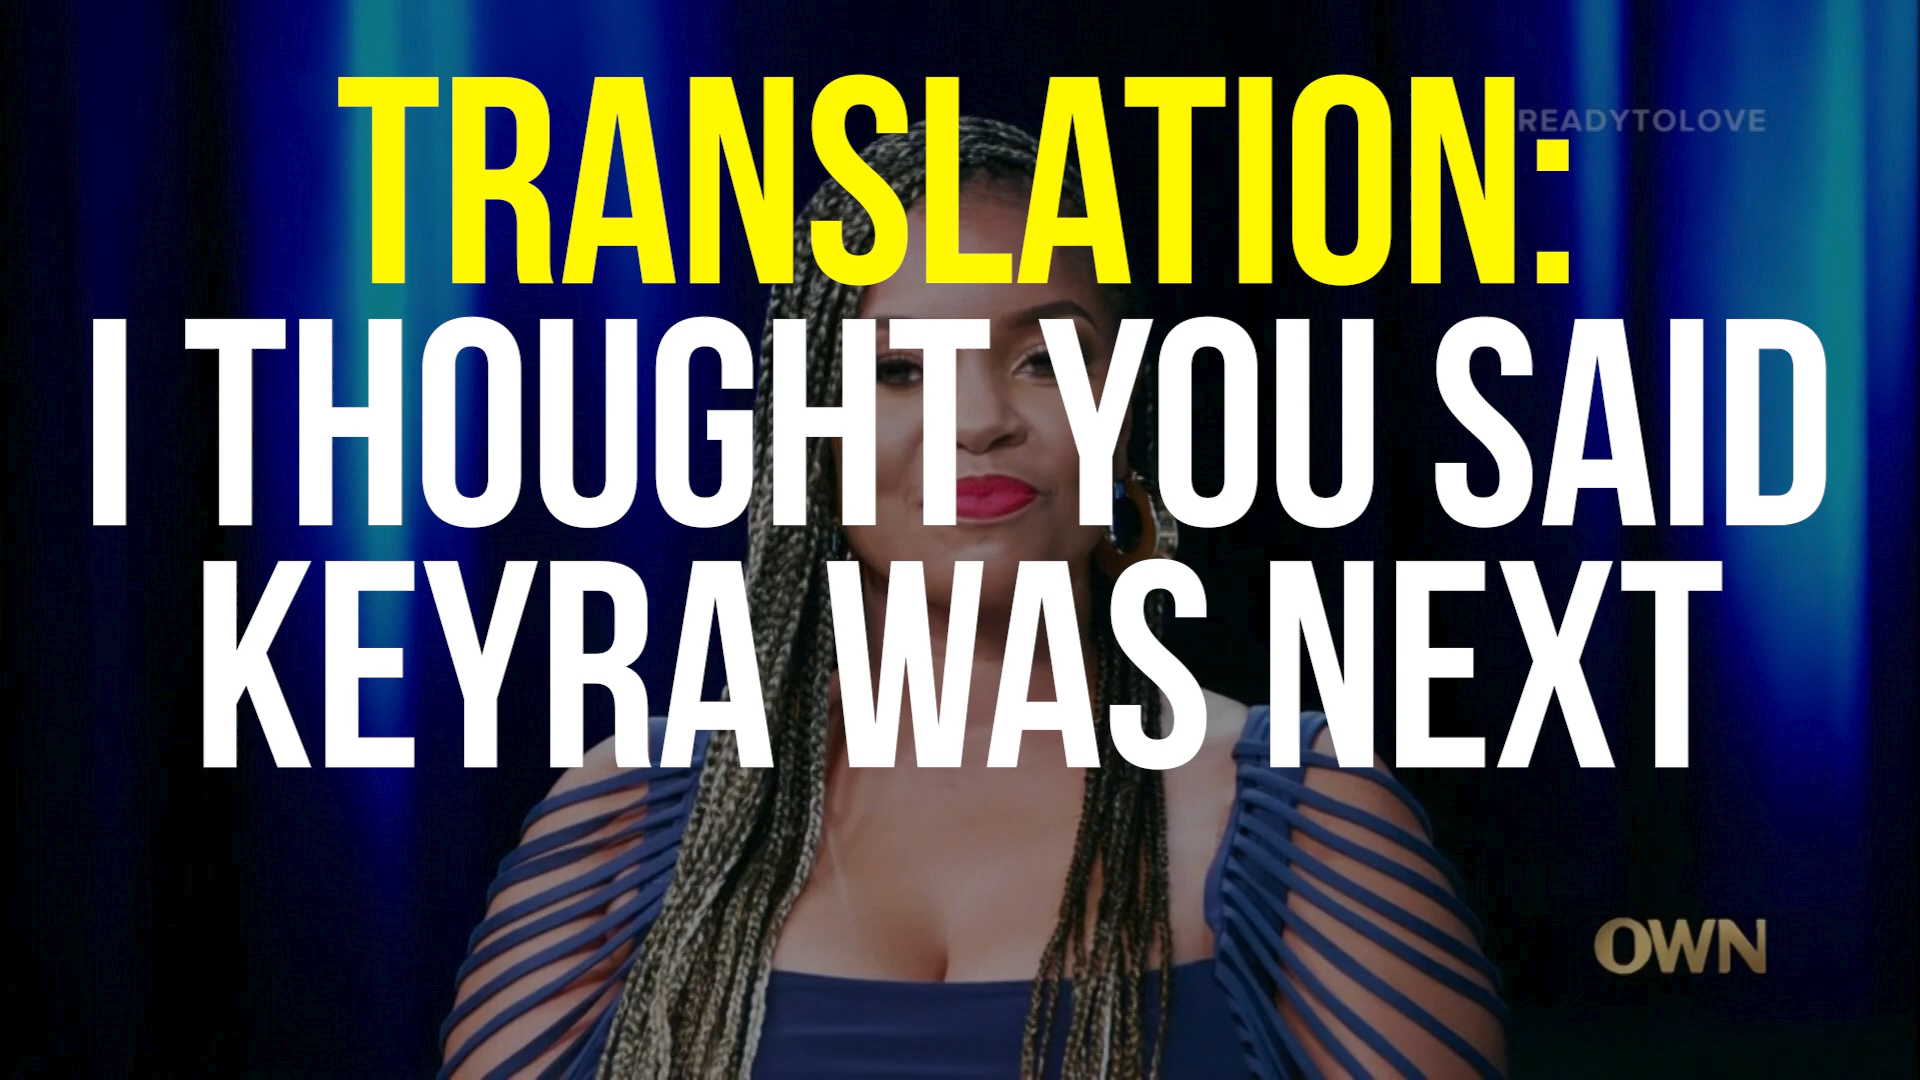 TRANSLATION:
READYTOLOVE
I THOUGHT YOU SAID
KEYRA WAS NEXT
OWN